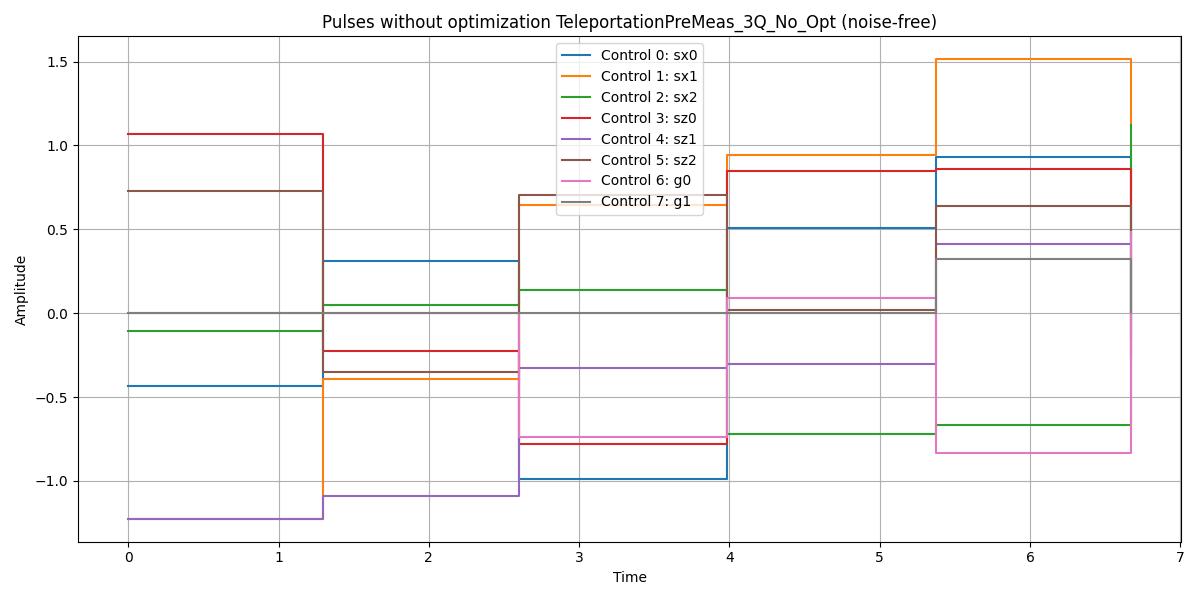 Pulses without optimization TeleportationPreMeas_3Q_No_Opt (noise-free)
Control 0: sx0
Control 1: sx1
Control 2: sx2
Control 3: sz0
Control 4: sz1
Control 5: sz2
Control 6: g0
Control 7: g1
1.5
1.0
0.5
0.0
−0.5
−1.0
Amplitude
0 1 2 3 4 5 6 7
Time